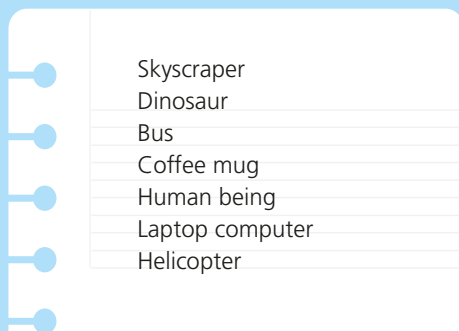 Skyscraper
Dinosaur
Bus
Coffee mug
Human being
Laptop computer
Helicopter